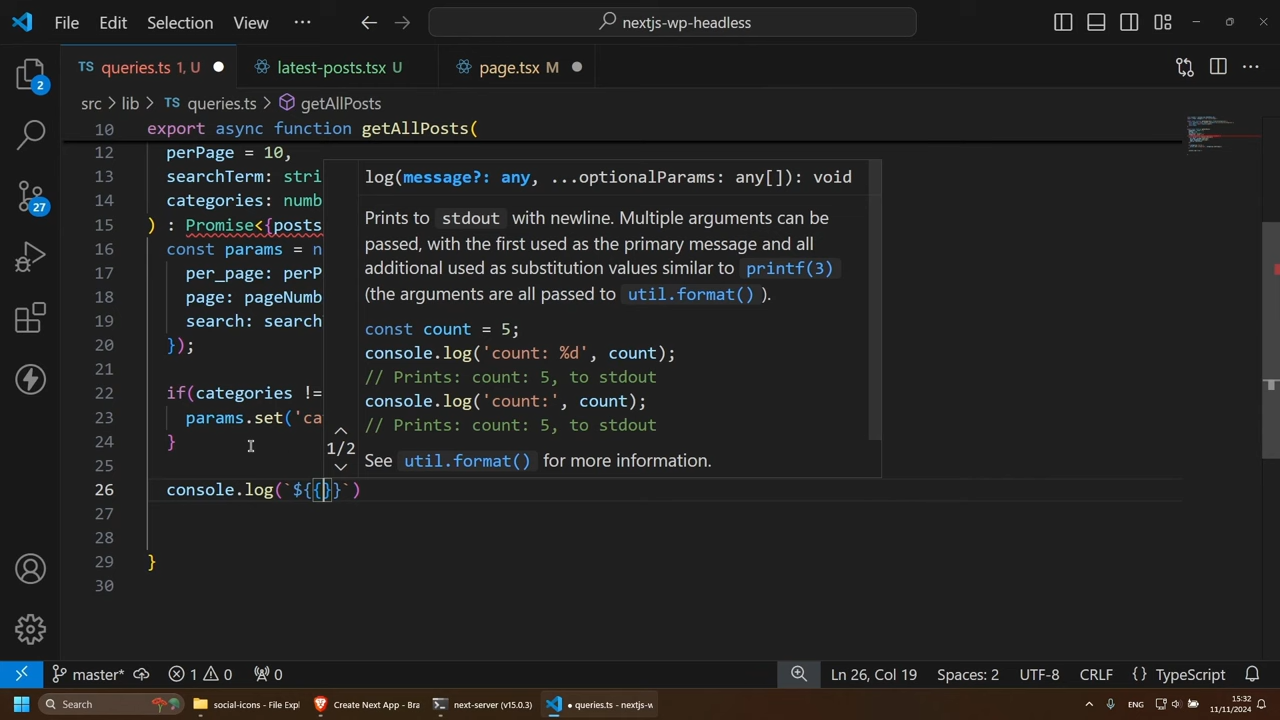 File Edit Selection View ··· nextjs-wp-headless
TS queries.ts 1, U latest-posts.tsx U page.tsx M
src > lib > TS queries.ts > getAllPosts
10 export async function getAllPosts(
12 perPage = 10,
13 searchTerm: stri
14 categories: numb
15 ) : Promise<{posts
16 const params = n
17 per_page: perP
18 page: pageNumb
19 search: search
20 });
21
22 if(categories !=
23 params.set('ca
24 }
25
26 console.log(`${{}}`)
27
28
29 }
30
log(message?: any, ...optionalParams: any[]): void
Prints to stdout with newline. Multiple arguments can be
passed, with the first used as the primary message and all
additional used as substitution values similar to printf(3)
(the arguments are all passed to util.format() ).
const count = 5;
console.log('count: %d', count);
// Prints: count: 5, to stdout
console.log('count:', count);
// Prints: count: 5, to stdout
See util.format() for more information.
1/2
2
27
master* 1 0 0 Ln 26, Col 19 Spaces: 2 UTF-8 CRLF {} TypeScript
Search social-icons - File Expl Create Next App - Bra next-server (v15.0.3) ● queries.ts - nextjs-w ENG 15:32
11/11/2024